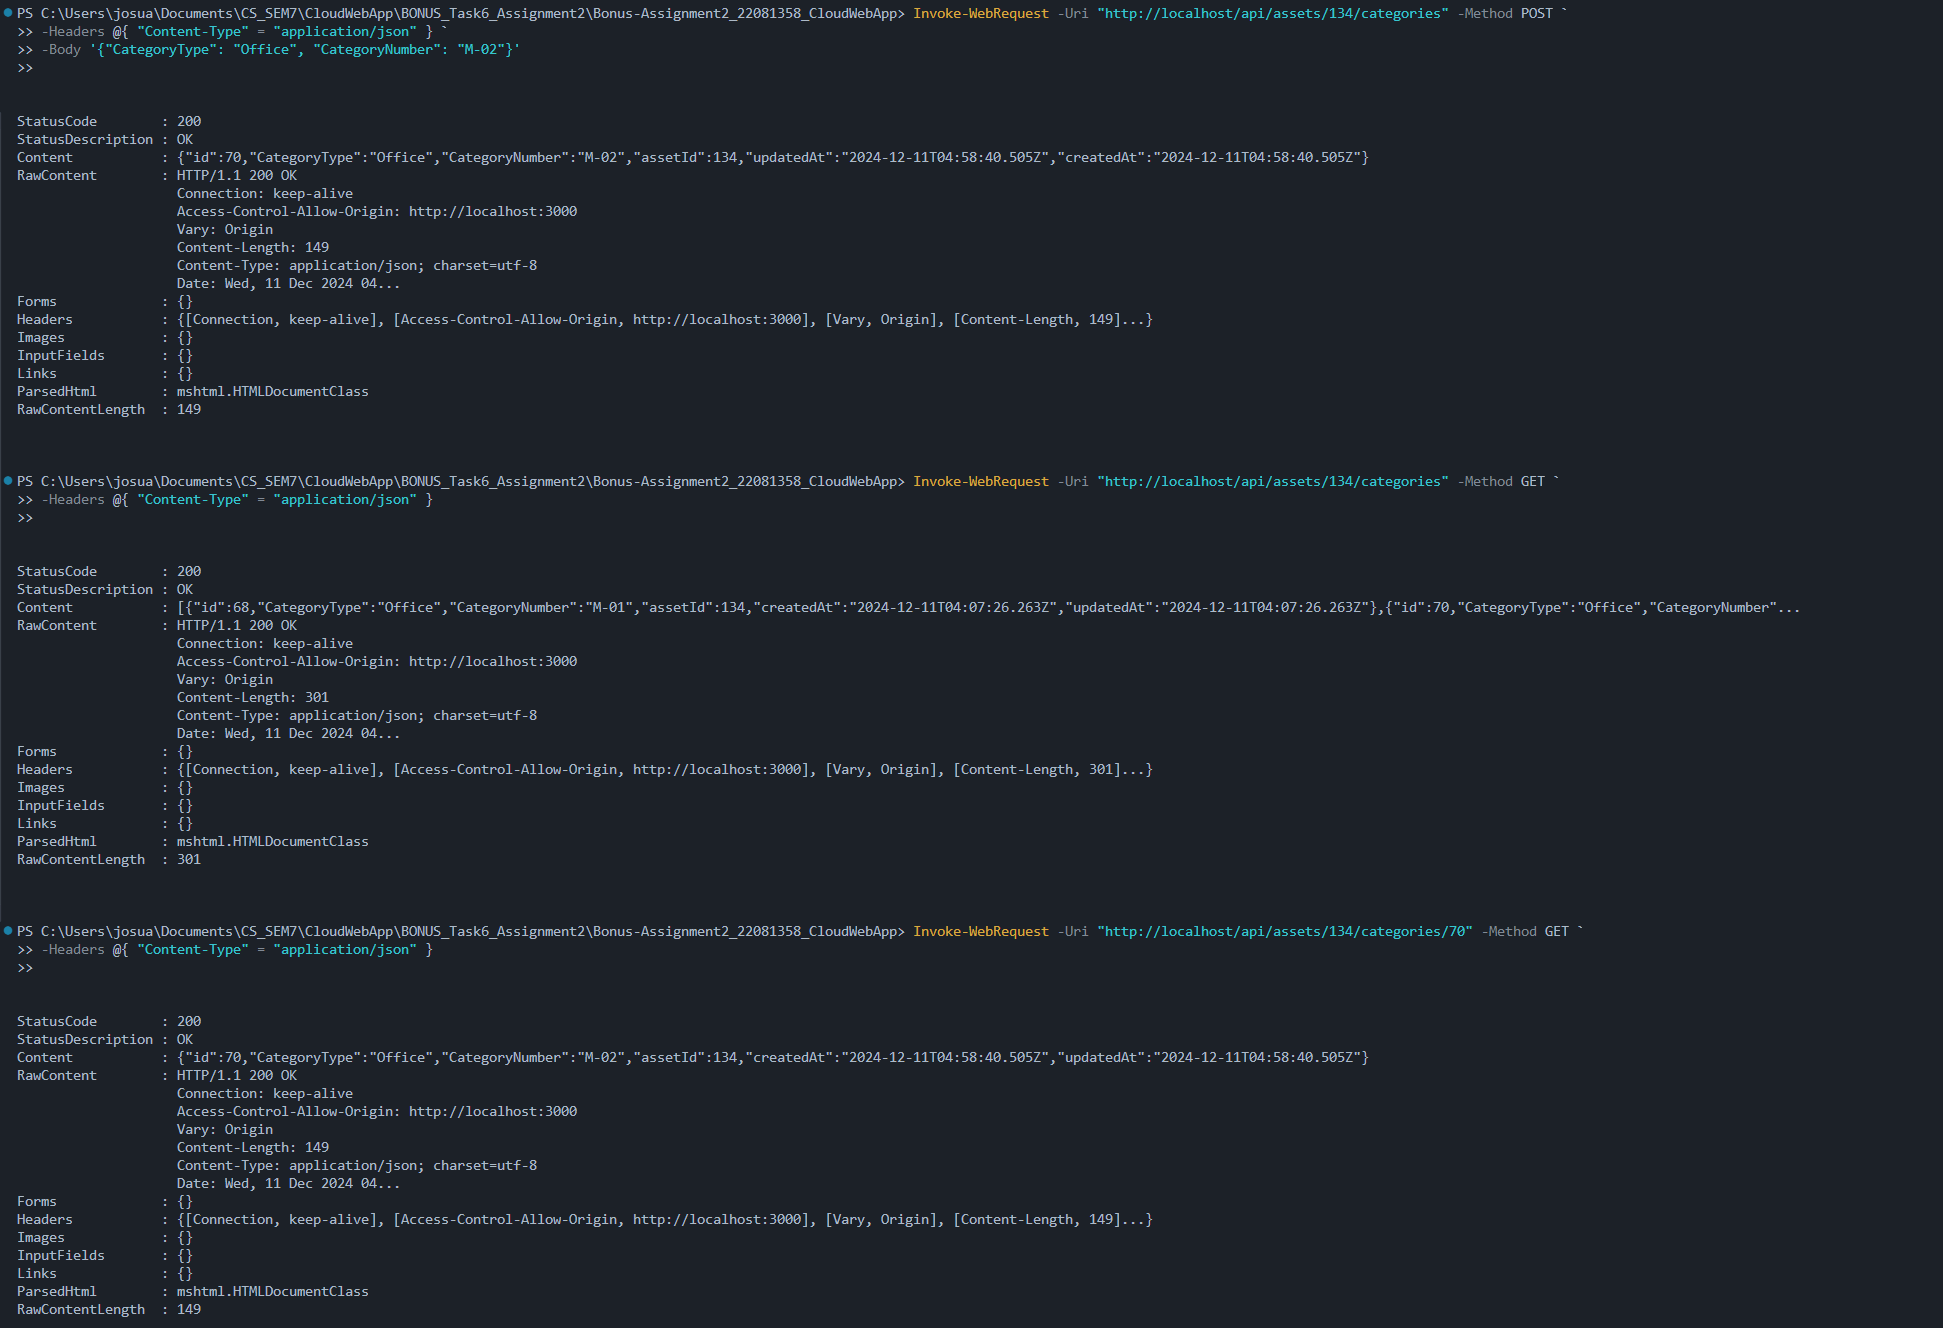 PS C:\Users\josua\Documents\CS_SEM7\CloudWebApp\BONUS_Task6_Assignment2\Bonus-Assignment2_22081358_CloudWebApp> Invoke-WebRequest -Uri "http://localhost/api/assets/134/categories" -Method POST `
>> -Headers @{ "Content-Type" = "application/json" } `
>> -Body '{"CategoryType": "Office", "CategoryNumber": "M-02"}'
>>
StatusCode        : 200
StatusDescription : OK
Content           : {"id":70,"CategoryType":"Office","CategoryNumber":"M-02","assetId":134,"updatedAt":"2024-12-11T04:58:40.505Z","createdAt":"2024-12-11T04:58:40.505Z"}
RawContent        : HTTP/1.1 200 OK
                    Connection: keep-alive
                    Access-Control-Allow-Origin: http://localhost:3000
                    Vary: Origin
                    Content-Length: 149
                    Content-Type: application/json; charset=utf-8
                    Date: Wed, 11 Dec 2024 04...
Forms             : {}
Headers           : {[Connection, keep-alive], [Access-Control-Allow-Origin, http://localhost:3000], [Vary, Origin], [Content-Length, 149]...}
Images            : {}
InputFields       : {}
Links             : {}
ParsedHtml        : mshtml.HTMLDocumentClass
RawContentLength  : 149
PS C:\Users\josua\Documents\CS_SEM7\CloudWebApp\BONUS_Task6_Assignment2\Bonus-Assignment2_22081358_CloudWebApp> Invoke-WebRequest -Uri "http://localhost/api/assets/134/categories" -Method GET `
>> -Headers @{ "Content-Type" = "application/json" }
>>
StatusCode        : 200
StatusDescription : OK
Content           : [{"id":68,"CategoryType":"Office","CategoryNumber":"M-01","assetId":134,"createdAt":"2024-12-11T04:07:26.263Z","updatedAt":"2024-12-11T04:07:26.263Z"},{"id":70,"CategoryType":"Office","CategoryNumber"...
RawContent        : HTTP/1.1 200 OK
                    Connection: keep-alive
                    Access-Control-Allow-Origin: http://localhost:3000
                    Vary: Origin
                    Content-Length: 301
                    Content-Type: application/json; charset=utf-8
                    Date: Wed, 11 Dec 2024 04...
Forms             : {}
Headers           : {[Connection, keep-alive], [Access-Control-Allow-Origin, http://localhost:3000], [Vary, Origin], [Content-Length, 301]...}
Images            : {}
InputFields       : {}
Links             : {}
ParsedHtml        : mshtml.HTMLDocumentClass
RawContentLength  : 301
PS C:\Users\josua\Documents\CS_SEM7\CloudWebApp\BONUS_Task6_Assignment2\Bonus-Assignment2_22081358_CloudWebApp> Invoke-WebRequest -Uri "http://localhost/api/assets/134/categories/70" -Method GET `
>> -Headers @{ "Content-Type" = "application/json" }
>>
StatusCode        : 200
StatusDescription : OK
Content           : {"id":70,"CategoryType":"Office","CategoryNumber":"M-02","assetId":134,"createdAt":"2024-12-11T04:58:40.505Z","updatedAt":"2024-12-11T04:58:40.505Z"}
RawContent        : HTTP/1.1 200 OK
                    Connection: keep-alive
                    Access-Control-Allow-Origin: http://localhost:3000
                    Vary: Origin
                    Content-Length: 149
                    Content-Type: application/json; charset=utf-8
                    Date: Wed, 11 Dec 2024 04...
Forms             : {}
Headers           : {[Connection, keep-alive], [Access-Control-Allow-Origin, http://localhost:3000], [Vary, Origin], [Content-Length, 149]...}
Images            : {}
InputFields       : {}
Links             : {}
ParsedHtml        : mshtml.HTMLDocumentClass
RawContentLength  : 149